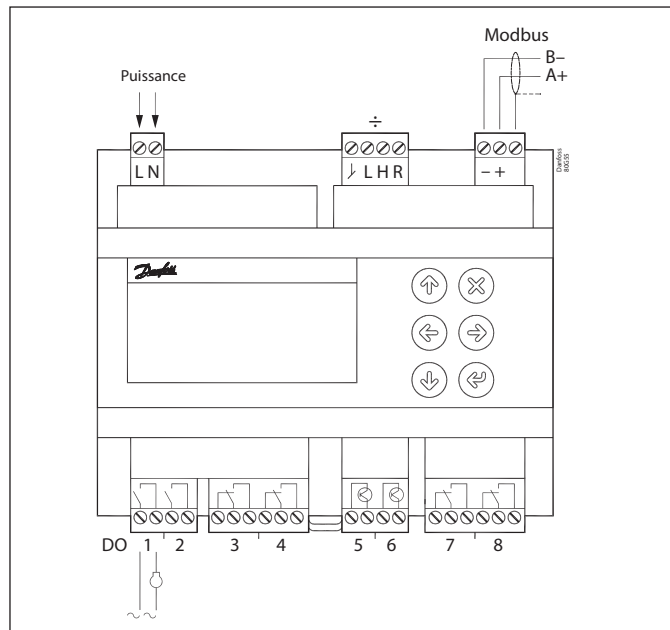 Modbus
B–
A+
Puissance
÷
L N
L H R
– +
Danfoss
80G55
Danfoss
DO 1 2 3 4 5 6 7 8